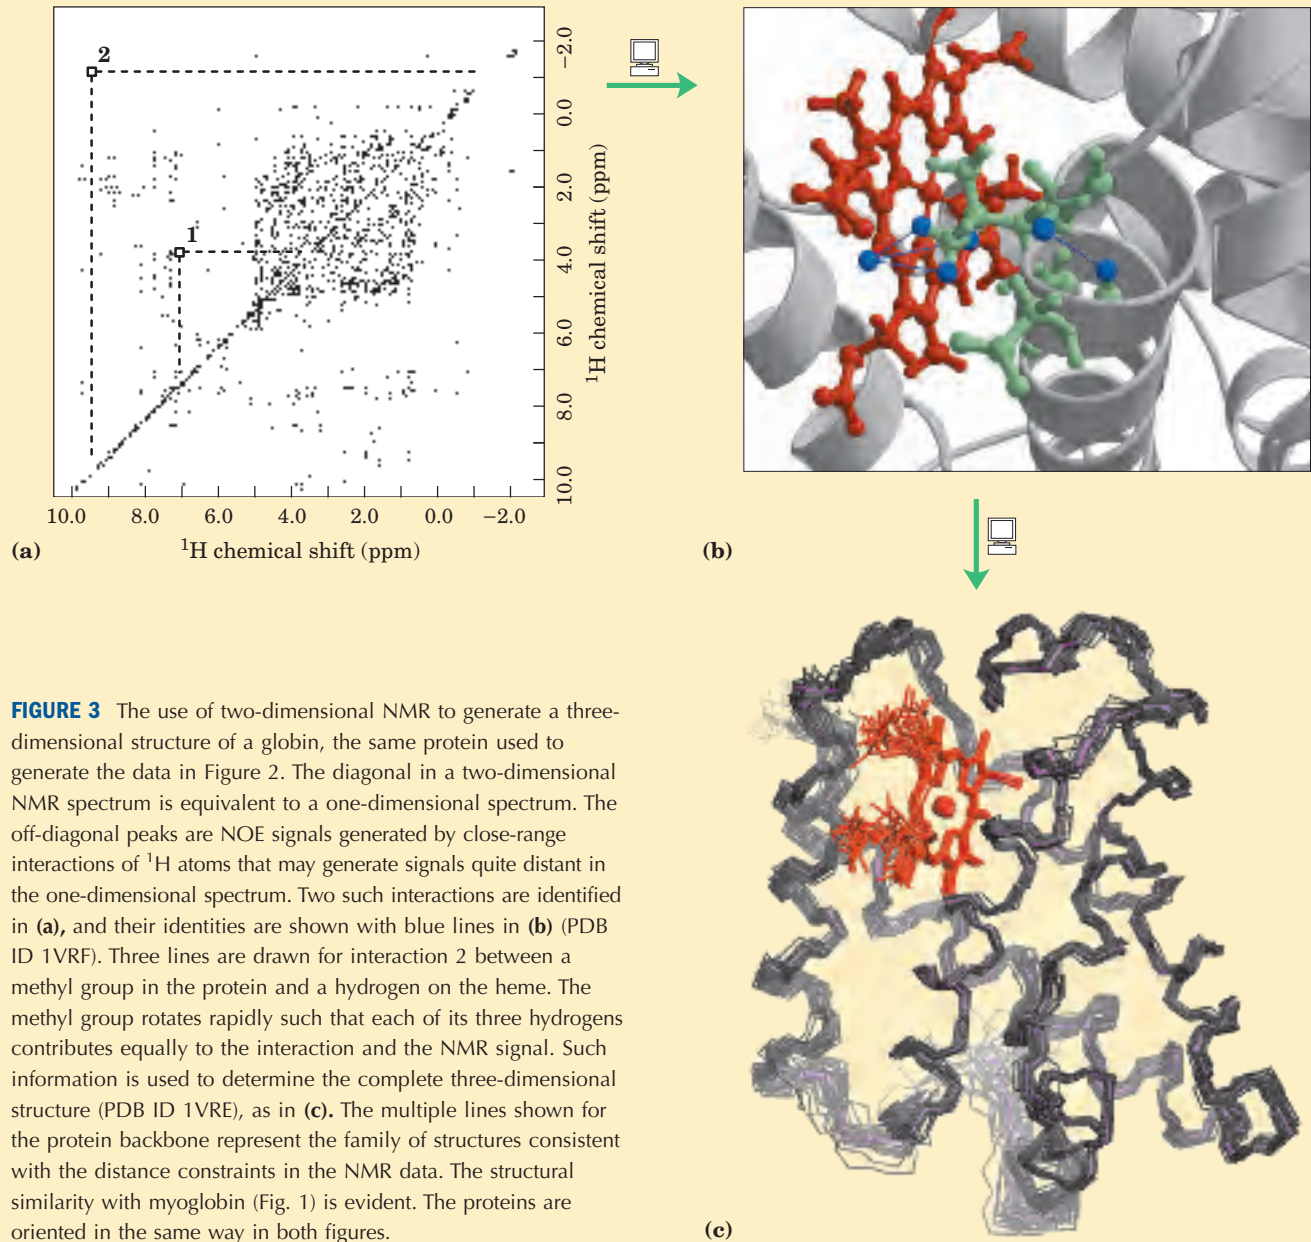 2
1
-2.0
0.0
2.0
4.0
6.0
8.0
10.0
¹H chemical shift (ppm)
10.0 8.0 6.0 4.0 2.0 0.0 −2.0
(a) ¹H chemical shift (ppm)
(b)
FIGURE 3 The use of two-dimensional NMR to generate a three-
dimensional structure of a globin, the same protein used to
generate the data in Figure 2. The diagonal in a two-dimensional
NMR spectrum is equivalent to a one-dimensional spectrum. The
off-diagonal peaks are NOE signals generated by close-range
interactions of ¹H atoms that may generate signals quite distant in
the one-dimensional spectrum. Two such interactions are identified
in (a), and their identities are shown with blue lines in (b) (PDB
ID 1VRF). Three lines are drawn for interaction 2 between a
methyl group in the protein and a hydrogen on the heme. The
methyl group rotates rapidly such that each of its three hydrogens
contributes equally to the interaction and the NMR signal. Such
information is used to determine the complete three-dimensional
structure (PDB ID 1VRE), as in (c). The multiple lines shown for
the protein backbone represent the family of structures consistent
with the distance constraints in the NMR data. The structural
similarity with myoglobin (Fig. 1) is evident. The proteins are
oriented in the same way in both figures.
(c)